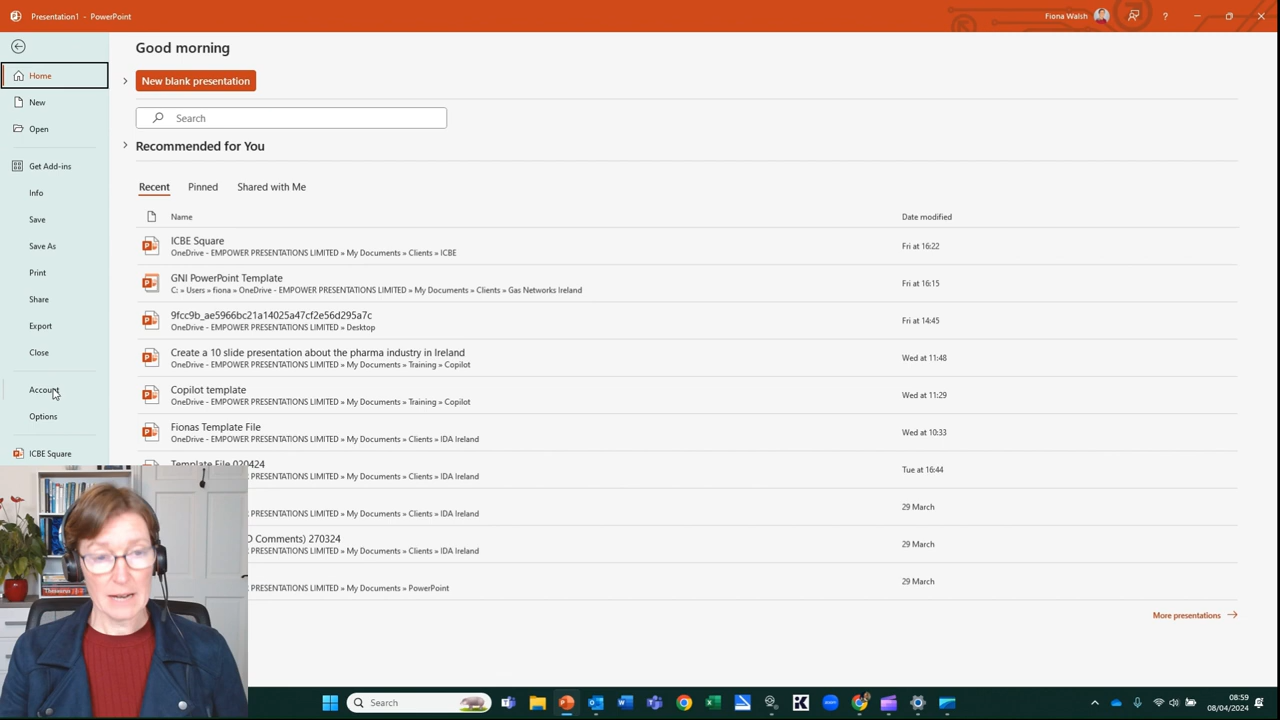 Presentation1 - PowerPoint
Fiona Walsh
?
Home
New
Open
Get Add-ins
Info
Save
Save As
Print
Share
Export
Close
Account
Options
ICBE Square
Good morning
New blank presentation
Search
Recommended for You
Recent Pinned Shared with Me
Name Date modified
ICBE Square
OneDrive - EMPOWER PRESENTATIONS LIMITED » My Documents » Clients » ICBE
Fri at 16:22
GNI PowerPoint Template
C: » Users » fiona » OneDrive - EMPOWER PRESENTATIONS LIMITED » My Documents » Clients » Gas Networks Ireland
Fri at 16:15
9fcc9b_ae5966bc21a14025a47cf2e56d295a7c
OneDrive - EMPOWER PRESENTATIONS LIMITED » Desktop
Fri at 14:45
Create a 10 slide presentation about the pharma industry in Ireland
OneDrive - EMPOWER PRESENTATIONS LIMITED » My Documents » Training » Copilot
Wed at 11:48
Copilot template
OneDrive - EMPOWER PRESENTATIONS LIMITED » My Documents » Training » Copilot
Wed at 11:29
Fionas Template File
OneDrive - EMPOWER PRESENTATIONS LIMITED » My Documents » Clients » IDA Ireland
Wed at 10:33
Template File 020424
PRESENTATIONS LIMITED » My Documents » Clients » IDA Ireland
Tue at 16:44
PRESENTATIONS LIMITED » My Documents » Clients » IDA Ireland
29 March
Comments) 270324
PRESENTATIONS LIMITED » My Documents » Clients » IDA Ireland
29 March
PRESENTATIONS LIMITED » My Documents » PowerPoint
29 March
More presentations
Thesaurus
Search
08:59
08/04/2024